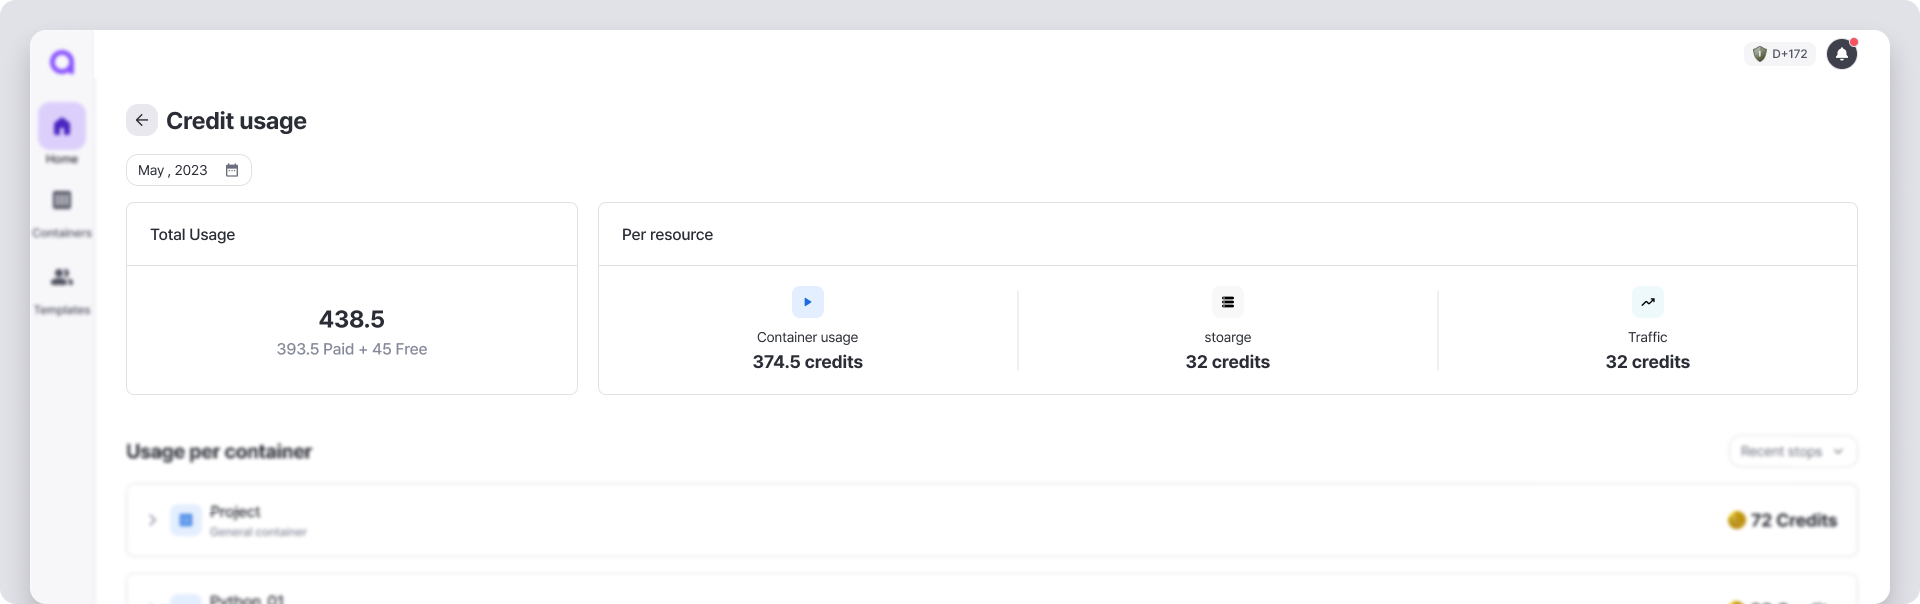 D+172
Credit usage
Home
May , 2023
Containers
Total Usage
Per resource
Templates
438.5
393.5 Paid + 45 Free
Container usage
374.5 credits
stoarge
32 credits
Traffic
32 credits
Usage per container
Recent stops
Project
General container
72 Credits
Python_01